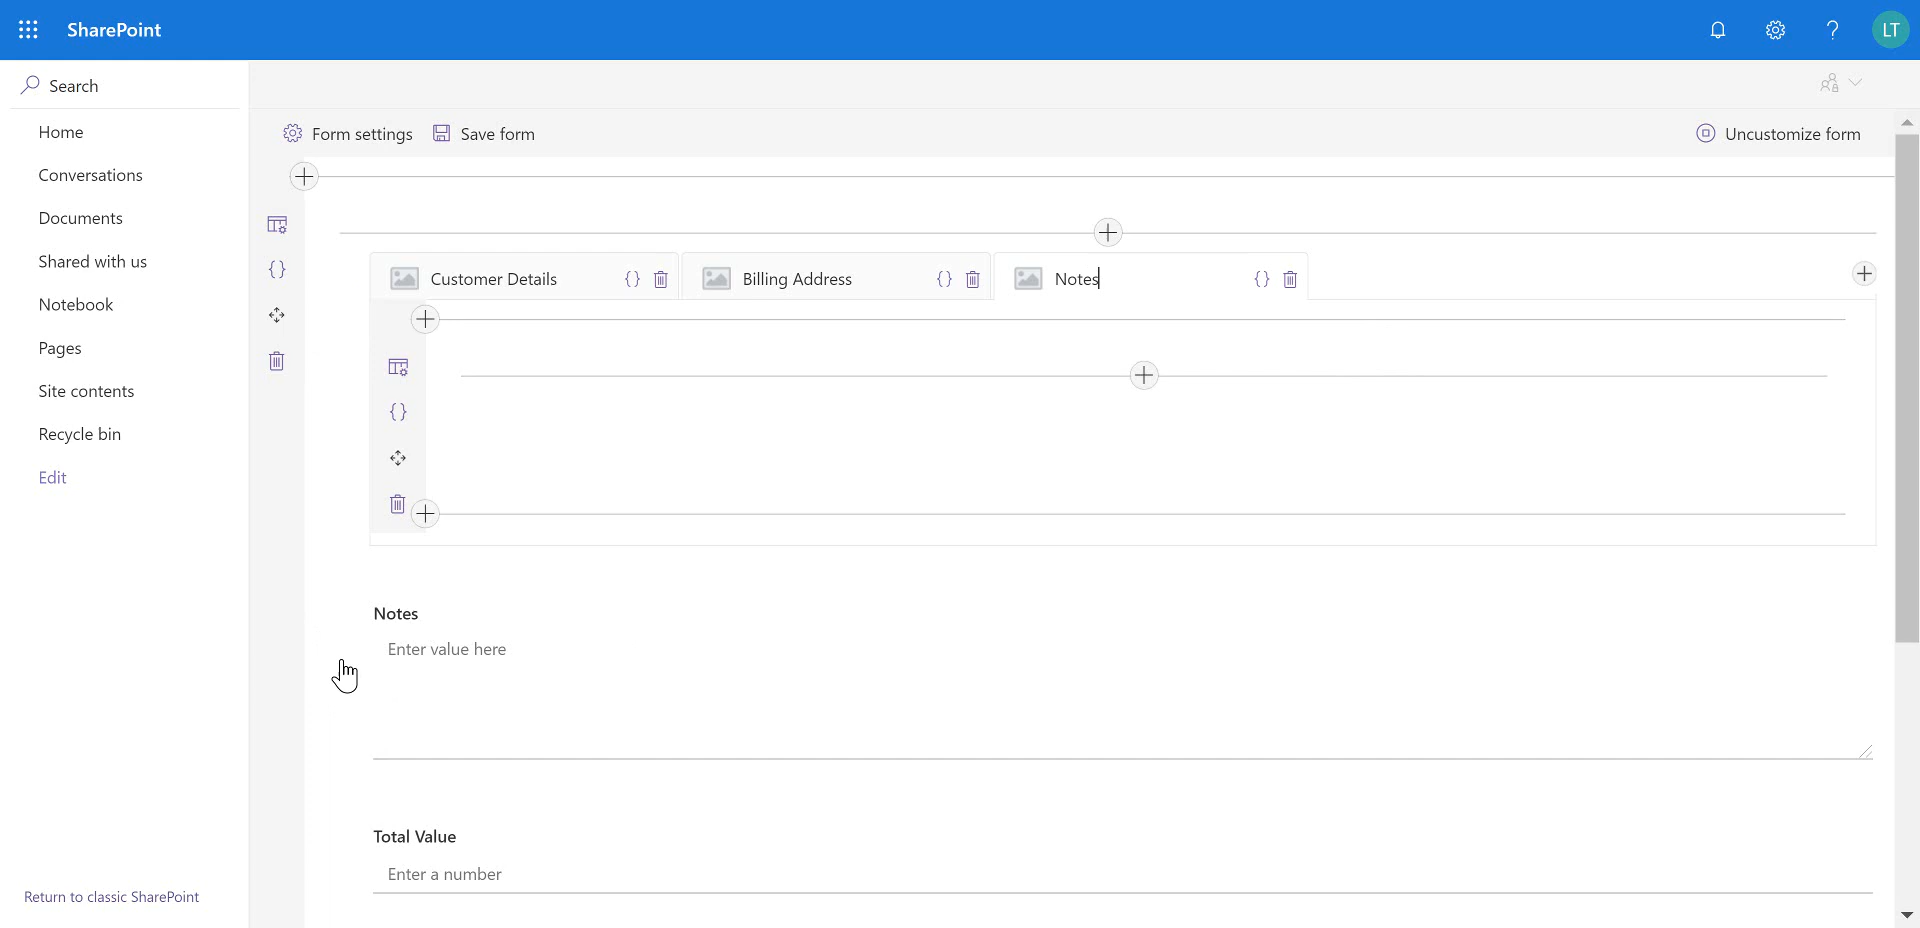 SharePoint
LT
Search
Home
Conversations
Documents
Shared with us
Notebook
Pages
Site contents
Recycle bin
Edit
Return to classic SharePoint
Form settings
Save form
Uncustomize form
Customer Details
Billing Address
Notes
Notes
Enter value here
Total Value
Enter a number